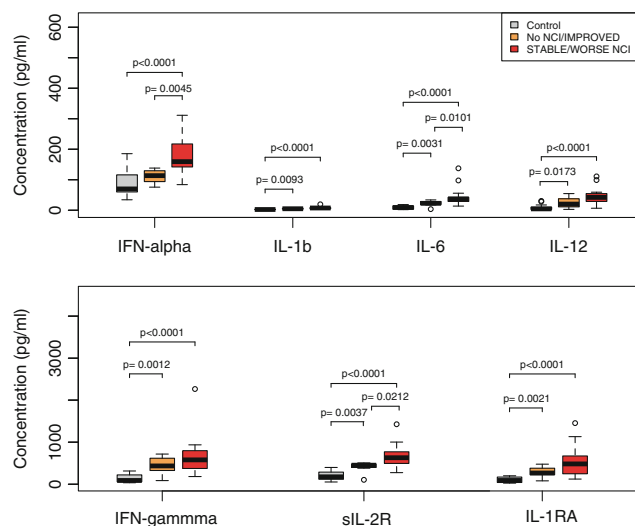 Control
No NCI/IMPROVED
STABLE/WORSE NCI
Concentration (pg/ml)
600
400
200
0
p<0.0001
p= 0.0045
p<0.0001
p= 0.0093
p<0.0001
p= 0.0101
p= 0.0031
p<0.0001
p= 0.0173
IFN-alpha IL-1b IL-6 IL-12
Concentration (pg/ml)
3000
1000
0
p<0.0001
p= 0.0012
p<0.0001
p= 0.0212
p= 0.0037
p<0.0001
p= 0.0021
IFN-gammma sIL-2R IL-1RA